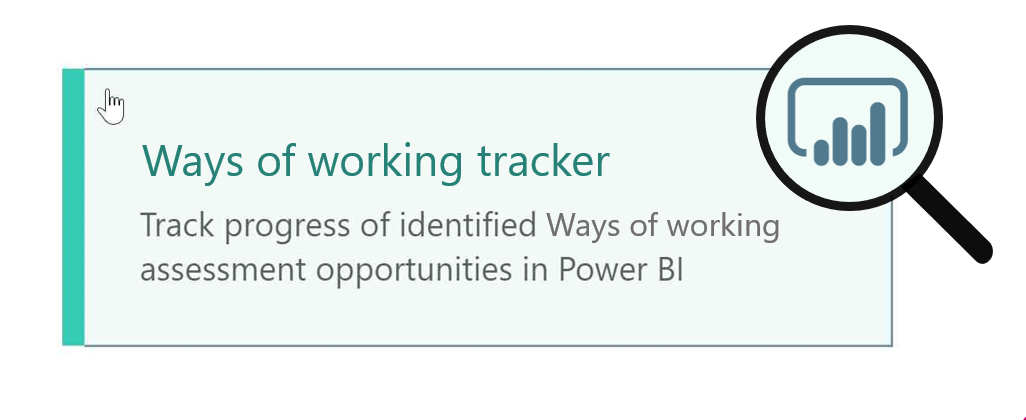 Ways of working tracker
Track progress of identified Ways of working
assessment opportunities in Power BI